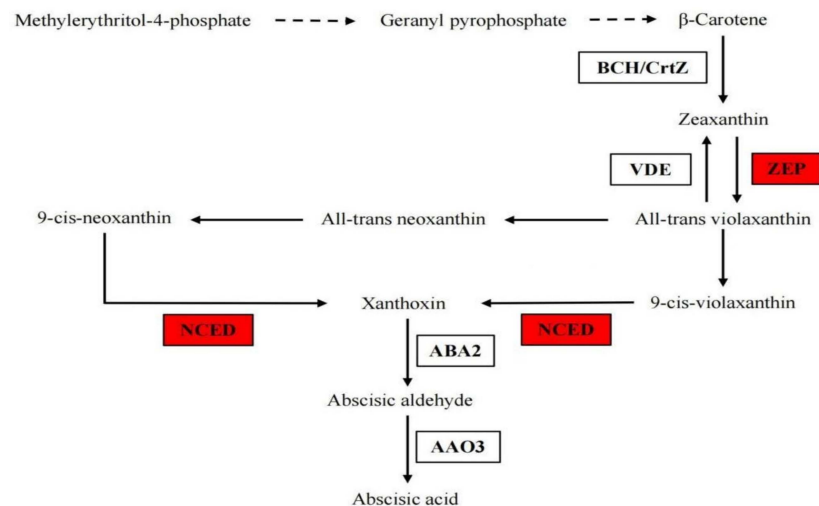 Methylerythritol-4-phosphate Geranyl pyrophosphate β-Carotene
BCH/CrtZ
Zeaxanthin
VDE ZEP
9-cis-neoxanthin All-trans neoxanthin All-trans violaxanthin
Xanthoxin 9-cis-violaxanthin
NCED NCED
ABA2
Abscisic aldehyde
AAO3
Abscisic acid